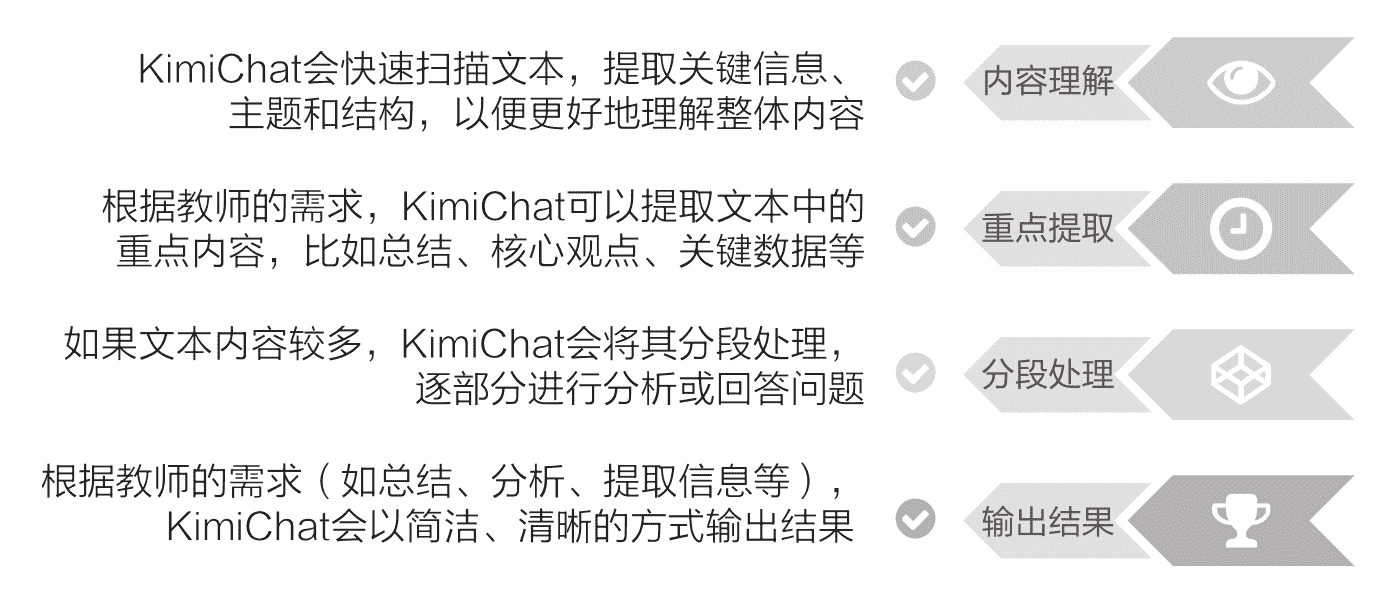 KimiChat会快速扫描文本，提取关键信息、
主题和结构，以便更好地理解整体内容
内容理解
根据教师的需求，KimiChat可以提取文本中的
重点内容，比如总结、核心观点、关键数据等
重点提取
如果文本内容较多，KimiChat会将其分段处理，
逐部分进行分析或回答问题
分段处理
根据教师的需求（如总结、分析、提取信息等），
KimiChat会以简洁、清晰的方式输出结果
输出结果